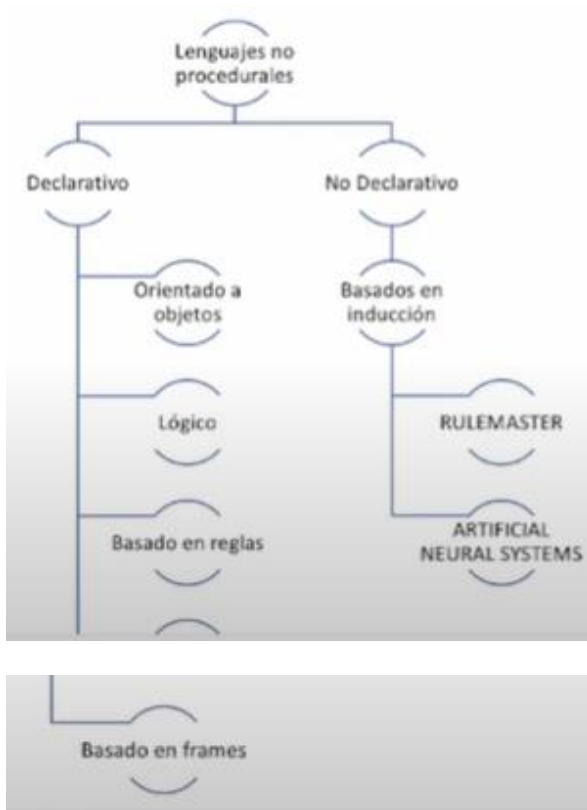 Lenguajes no
procedurales
Declarativo
No Declarativo
Orientado a
objetos
Basados en
inducción
Lógico
RULEMASTER
Basado en reglas
ARTIFICIAL
NEURAL SYSTEMS
Basado en frames